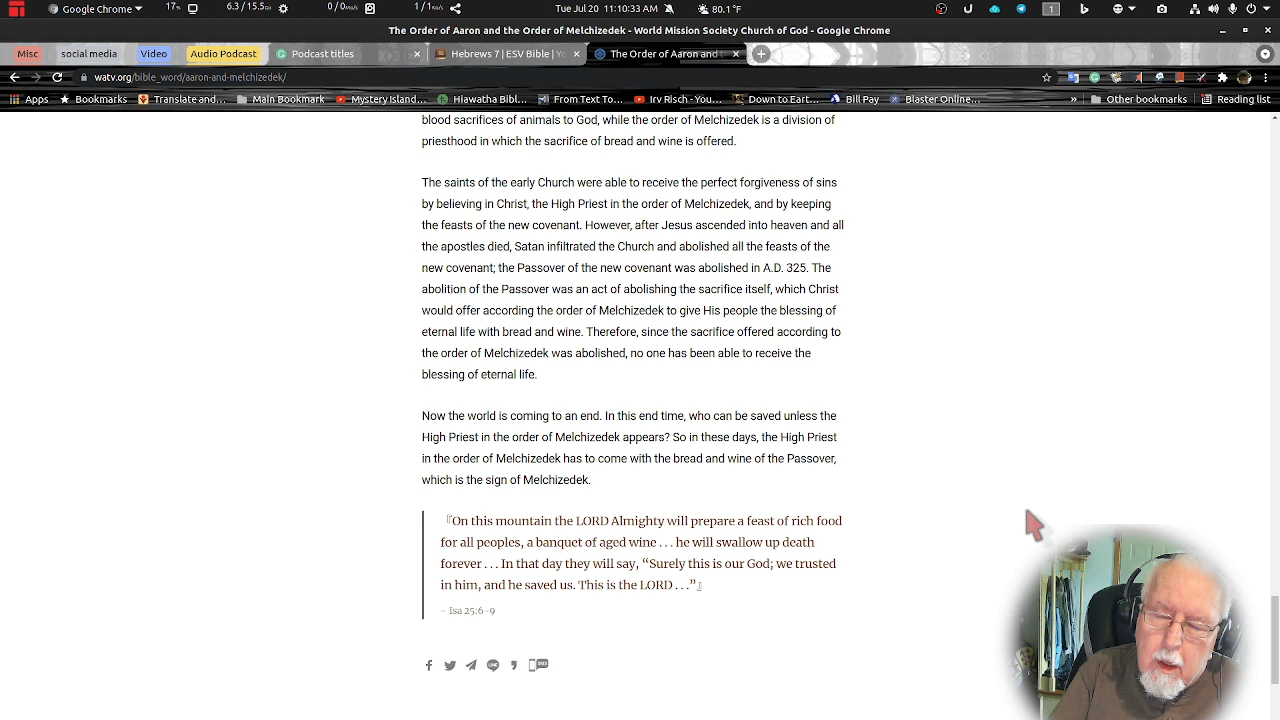 Google Chrome 17% 6.3 / 15.5 0 / 0 1 / 1 Tue Jul 20 11:10:33 AM 80.1 °F 1
The Order of Aaron and the Order of Melchizedek - World Mission Society Church of God - Google Chrome
Misc social media Video Audio Podcast Podcast titles Hebrews 7 | ESV Bible | Yo The Order of Aaron and
watv.org/bible_word/aaron-and-melchizedek/
Apps Bookmarks Translate and... Main Bookmark Mystery Island... Hiawatha Bibl... From Text To... Irv Risch - You... Down to Eart... Bill Pay Blaster Online... » Other bookmarks Reading list
blood sacrifices of animals to God, while the order of Melchizedek is a division of
priesthood in which the sacrifice of bread and wine is offered.
The saints of the early Church were able to receive the perfect forgiveness of sins
by believing in Christ, the High Priest in the order of Melchizedek, and by keeping
the feasts of the new covenant. However, after Jesus ascended into heaven and all
the apostles died, Satan infiltrated the Church and abolished all the feasts of the
new covenant; the Passover of the new covenant was abolished in A.D. 325. The
abolition of the Passover was an act of abolishing the sacrifice itself, which Christ
would offer according the order of Melchizedek to give His people the blessing of
eternal life with bread and wine. Therefore, since the sacrifice offered according to
the order of Melchizedek was abolished, no one has been able to receive the
blessing of eternal life.
Now the world is coming to an end. In this end time, who can be saved unless the
High Priest in the order of Melchizedek appears? So in these days, the High Priest
in the order of Melchizedek has to come with the bread and wine of the Passover,
which is the sign of Melchizedek.
『On this mountain the LORD Almighty will prepare a feast of rich food
for all peoples, a banquet of aged wine . . . he will swallow up death
forever . . . In that day they will say, “Surely this is our God; we trusted
in him, and he saved us. This is the LORD . . .”』
– Isa 25:6-9